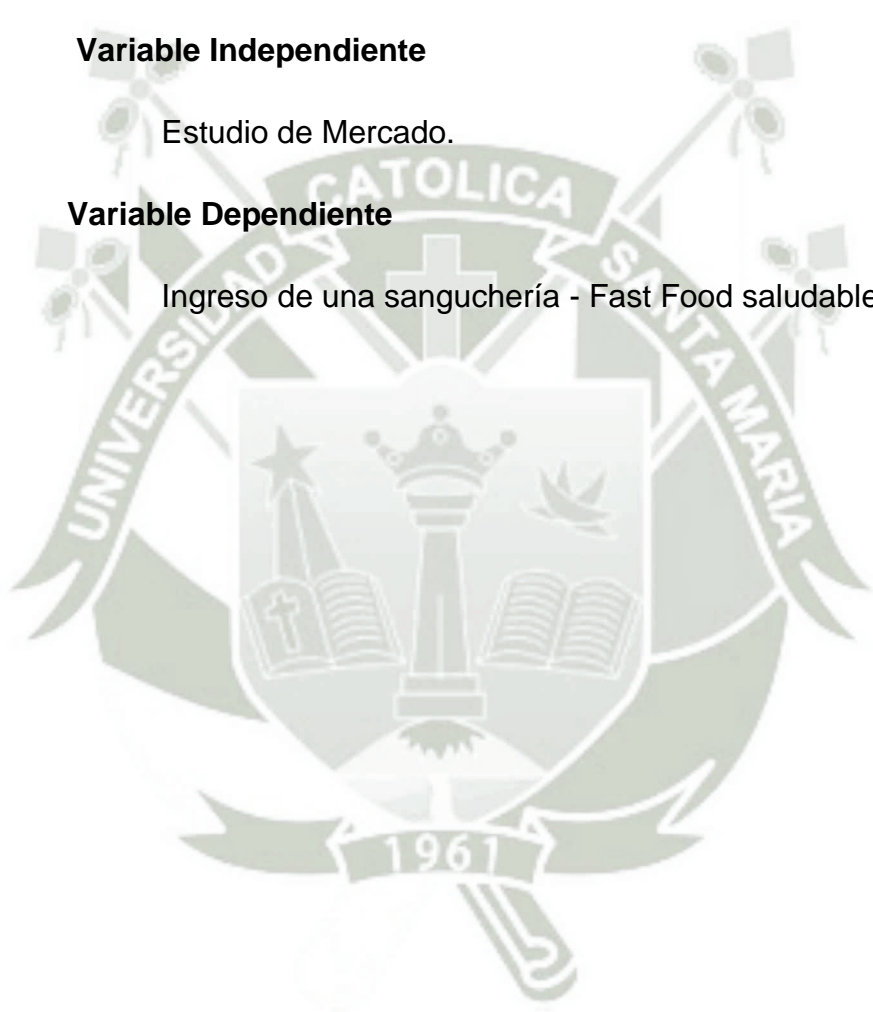 Variable Independiente
Estudio de Mercado.
Variable Dependiente
Ingreso de una sanguchería - Fast Food saludable
UNIVERSIDAD CATOLICA SANTA MARIA
1961